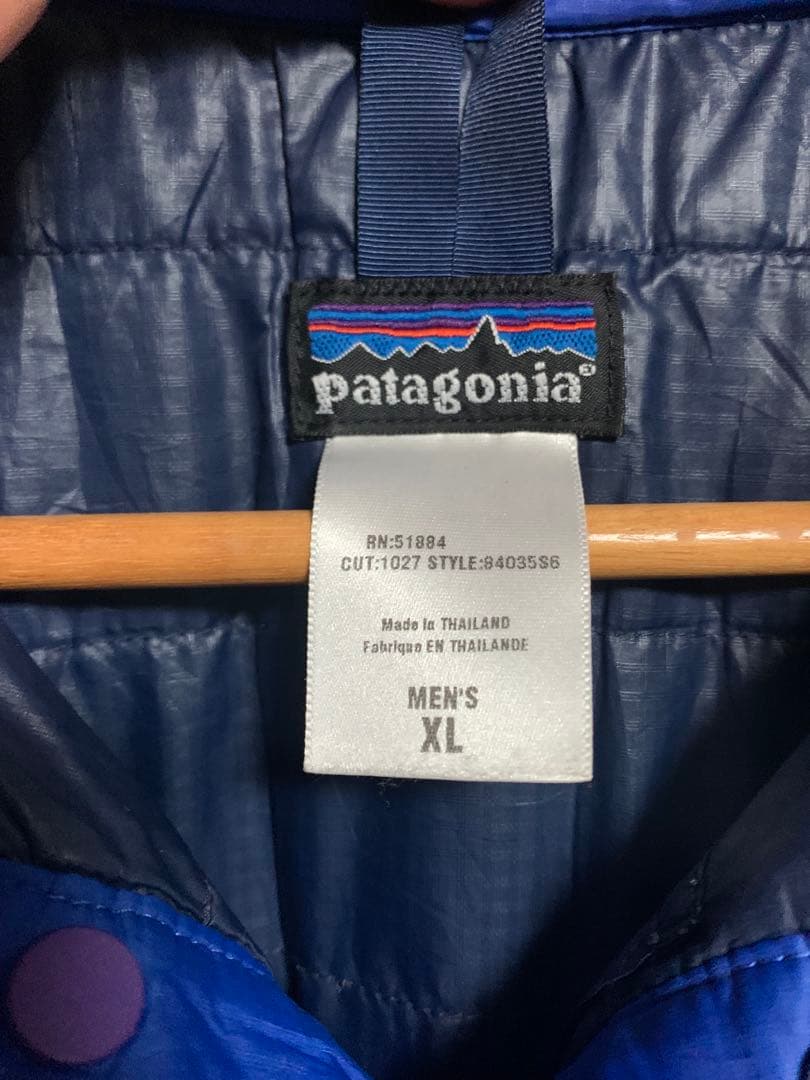 patagonia®
RN:51884
CUT:1027 STYLE:84035S6
Made in THAILAND
Fabriqué EN THAILANDE
MEN'S
XL